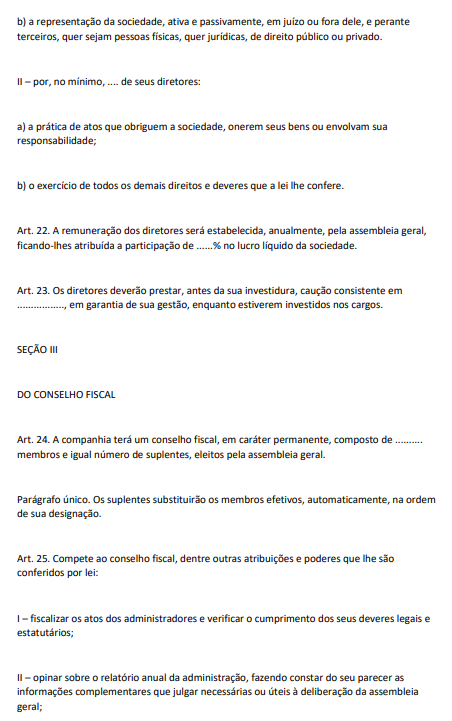 b) a representação da sociedade, ativa e passivamente, em juízo ou fora dele, e perante
terceiros, quer sejam pessoas físicas, quer jurídicas, de direito público ou privado.
II – por, no mínimo, .... de seus diretores:
a) a prática de atos que obriguem a sociedade, onerem seus bens ou envolvam sua
responsabilidade;
b) o exercício de todos os demais direitos e deveres que a lei lhe confere.
Art. 22. A remuneração dos diretores será estabelecida, anualmente, pela assembleia geral,
ficando-lhes atribuída a participação de ......% no lucro líquido da sociedade.
Art. 23. Os diretores deverão prestar, antes da sua investidura, caução consistente em
................., em garantia de sua gestão, enquanto estiverem investidos nos cargos.
SEÇÃO III
DO CONSELHO FISCAL
Art. 24. A companhia terá um conselho fiscal, em caráter permanente, composto de ..........
membros e igual número de suplentes, eleitos pela assembleia geral.
Parágrafo único. Os suplentes substituirão os membros efetivos, automaticamente, na ordem
de sua designação.
Art. 25. Compete ao conselho fiscal, dentre outras atribuições e poderes que lhe são
conferidos por lei:
I – fiscalizar os atos dos administradores e verificar o cumprimento dos seus deveres legais e
estatutários;
II – opinar sobre o relatório anual da administração, fazendo constar do seu parecer as
informações complementares que julgar necessárias ou úteis à deliberação da assembleia
geral;